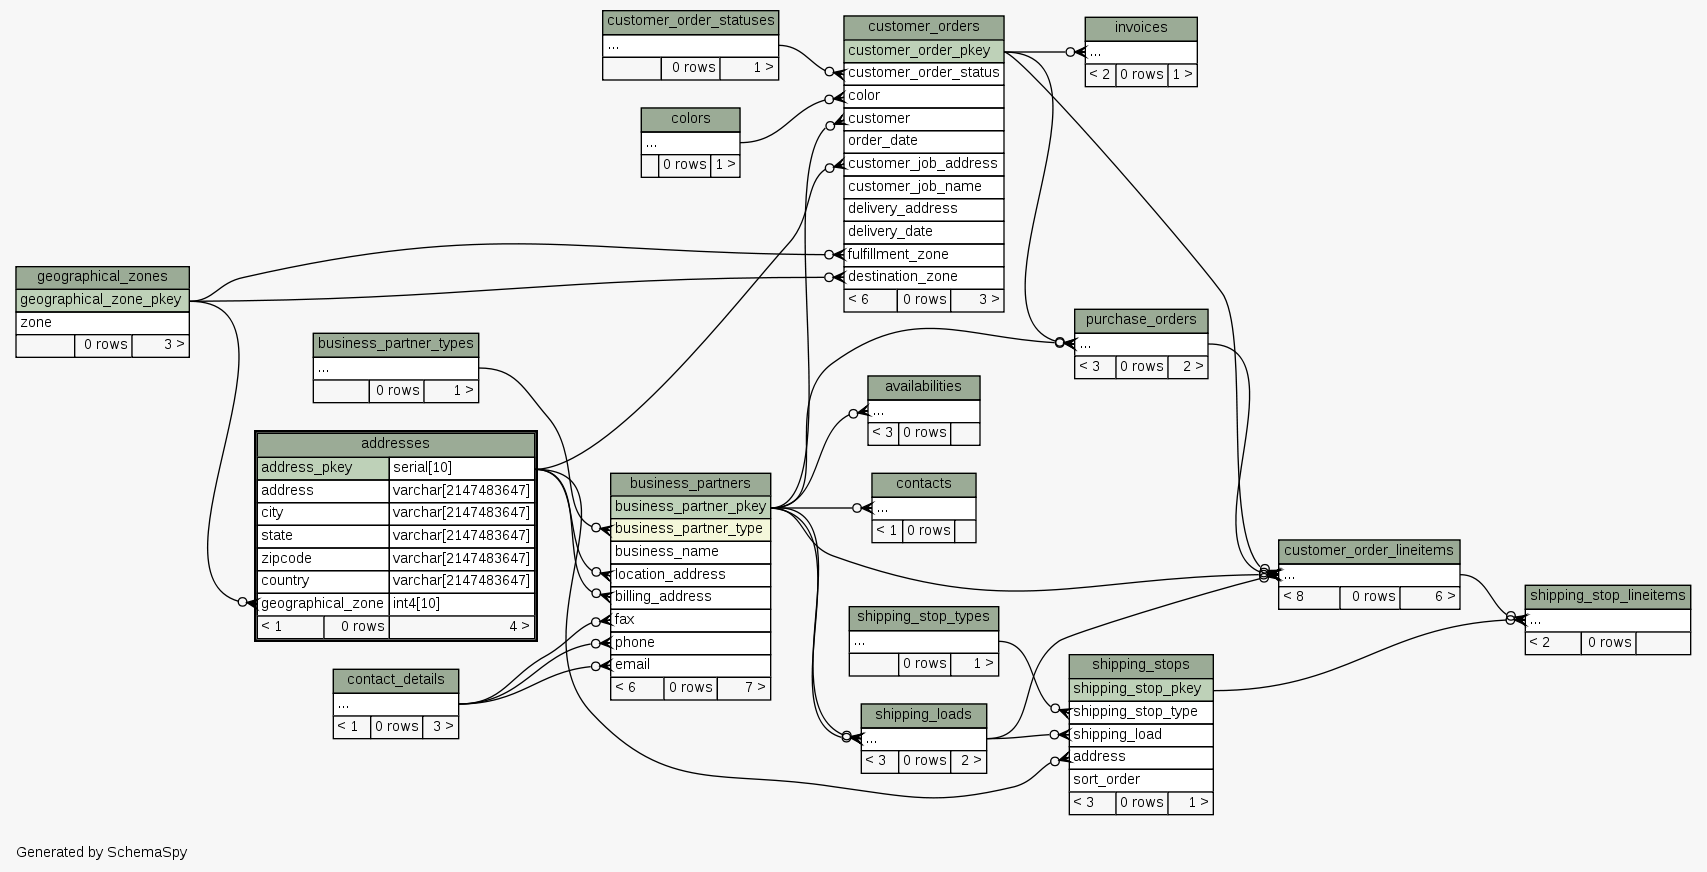 customer_order_statuses
...
0 rows 1 >
customer_orders
customer_order_pkey
customer_order_status
color
customer
order_date
customer_job_address
customer_job_name
delivery_address
delivery_date
fulfillment_zone
destination_zone
< 6 0 rows 3 >
invoices
...
< 2 0 rows 1 >
colors
...
0 rows 1 >
geographical_zones
geographical_zone_pkey
zone
0 rows 3 >
business_partner_types
...
0 rows 1 >
purchase_orders
...
< 3 0 rows 2 >
availabilities
...
< 3 0 rows
addresses
address_pkey serial[10]
address varchar[2147483647]
city varchar[2147483647]
state varchar[2147483647]
zipcode varchar[2147483647]
country varchar[2147483647]
geographical_zone int4[10]
< 1 0 rows 4 >
business_partners
business_partner_pkey
business_partner_type
business_name
location_address
billing_address
fax
phone
email
< 6 0 rows 7 >
contacts
...
< 1 0 rows
customer_order_lineitems
...
< 8 0 rows 6 >
shipping_stop_lineitems
...
< 2 0 rows
shipping_stop_types
...
0 rows 1 >
shipping_stops
shipping_stop_pkey
shipping_stop_type
shipping_load
address
sort_order
< 3 0 rows 1 >
contact_details
...
< 1 0 rows 3 >
shipping_loads
...
< 3 0 rows 2 >
Generated by SchemaSpy